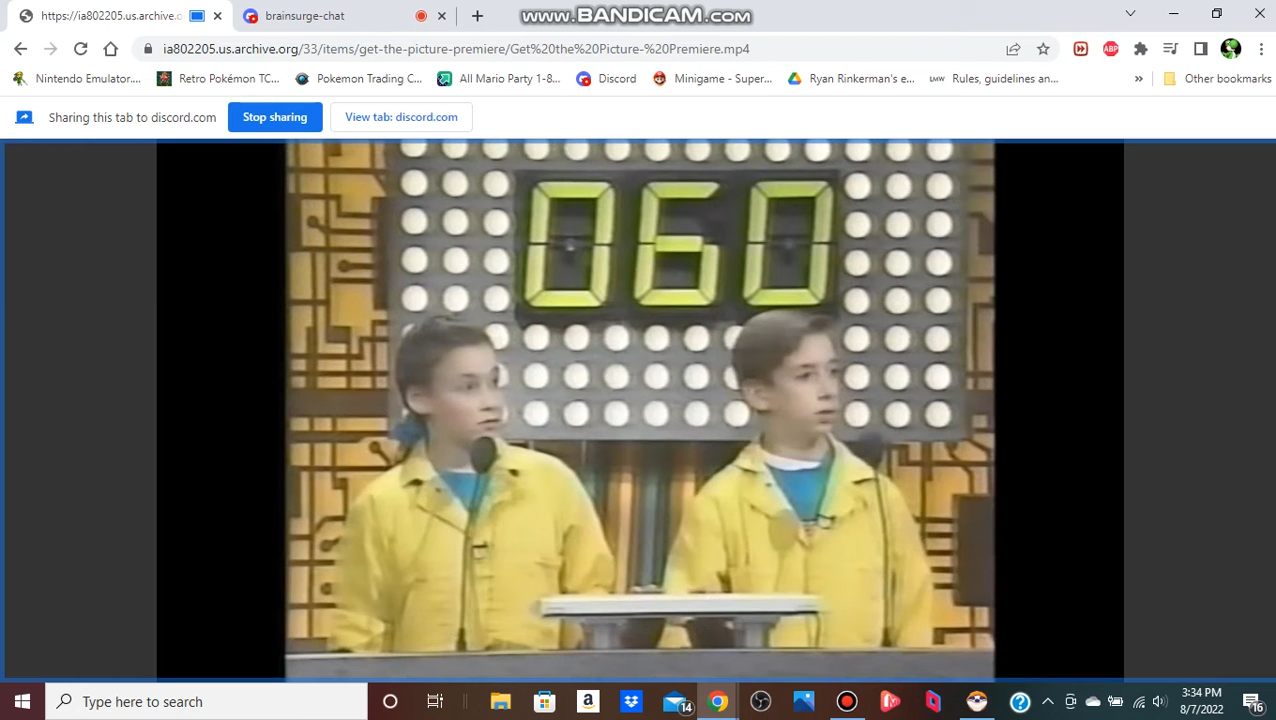 https://ia802205.us.archive.o
brainsurge-chat
www.BANDICAM.com
ia802205.us.archive.org/33/items/get-the-picture-premiere/Get%20the%20Picture-%20Premiere.mp4
ABP
Nintendo Emulator....
Retro Pokémon TC...
Pokemon Trading C...
All Mario Party 1-8...
Discord
Minigame - Super...
Ryan Rinkerman's e...
LMW Rules, guidelines an...
»
Other bookmarks
Sharing this tab to discord.com
Stop sharing
View tab: discord.com
060
Type here to search
14
3:34 PM
8/7/2022
16